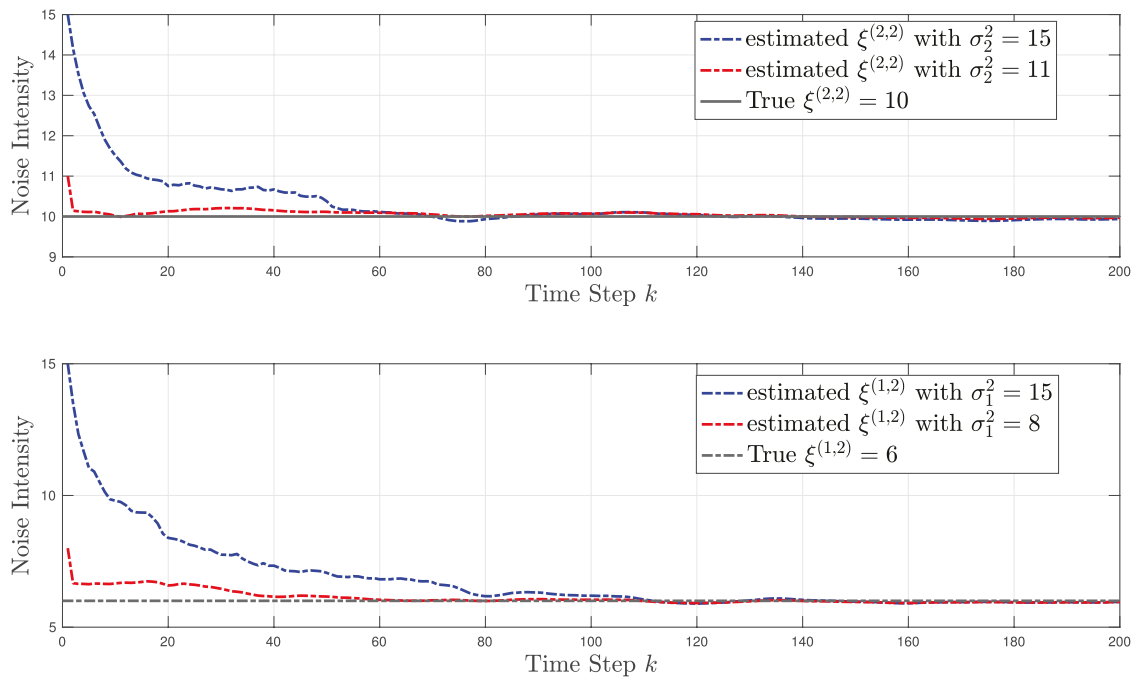 15
14
13
12
11
10
9
Noise Intensity
estimated ξ^(2,2) with σ_2^2 = 15
estimated ξ^(2,2) with σ_2^2 = 11
True ξ^(2,2) = 10
0 20 40 60 80 100 120 140 160 180 200
Time Step k
15
10
5
Noise Intensity
estimated ξ^(1,2) with σ_1^2 = 15
estimated ξ^(1,2) with σ_1^2 = 8
True ξ^(1,2) = 6
0 20 40 60 80 100 120 140 160 180 200
Time Step k